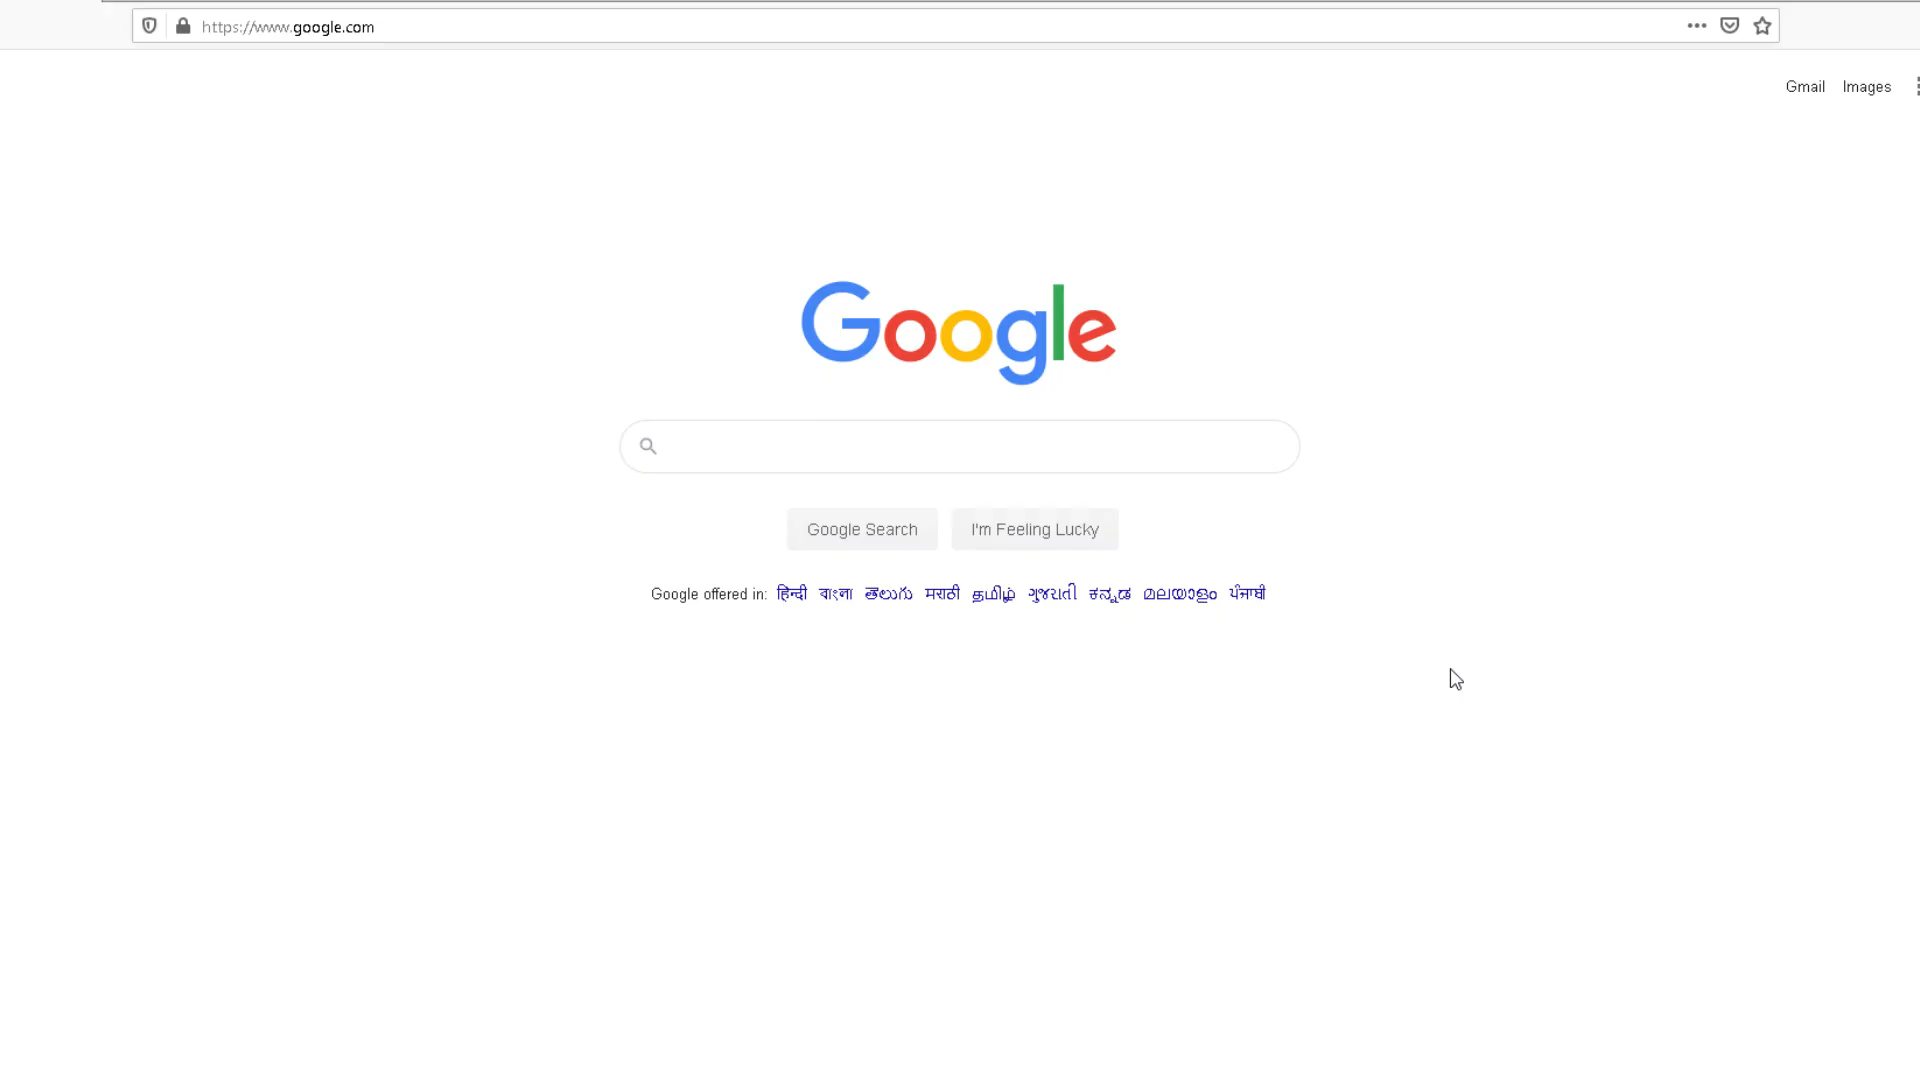 https://www.google.com
Gmail Images
Google
Google Search I'm Feeling Lucky
Google offered in: हिन्दी বাংলা తెలుగు मराठी தமிழ் ગુજરાતી ಕನ್ನಡ മലയാളം ਪੰਜਾਬੀ